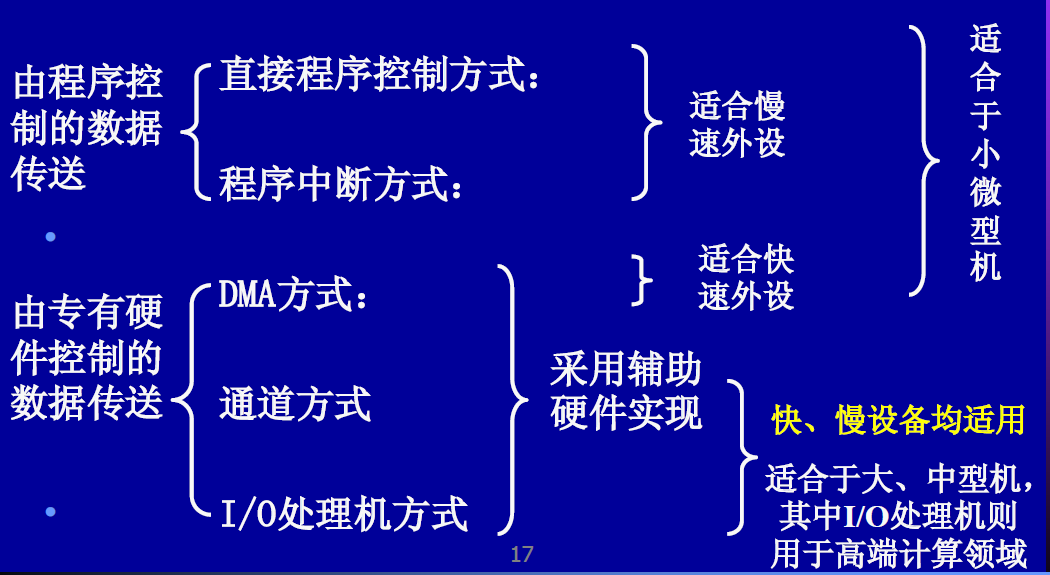 由程序控
制的数据
传送
直接程序控制方式：
程序中断方式：
适合慢
速外设
适
合
于
小
微
型
机
由专有硬
件控制的
数据传送
DMA方式：
通道方式
I/O处理机方式
适合快
速外设
采用辅助
硬件实现
快、慢设备均适用
适合于大、中型机，
其中I/O处理机则
用于高端计算领域
17